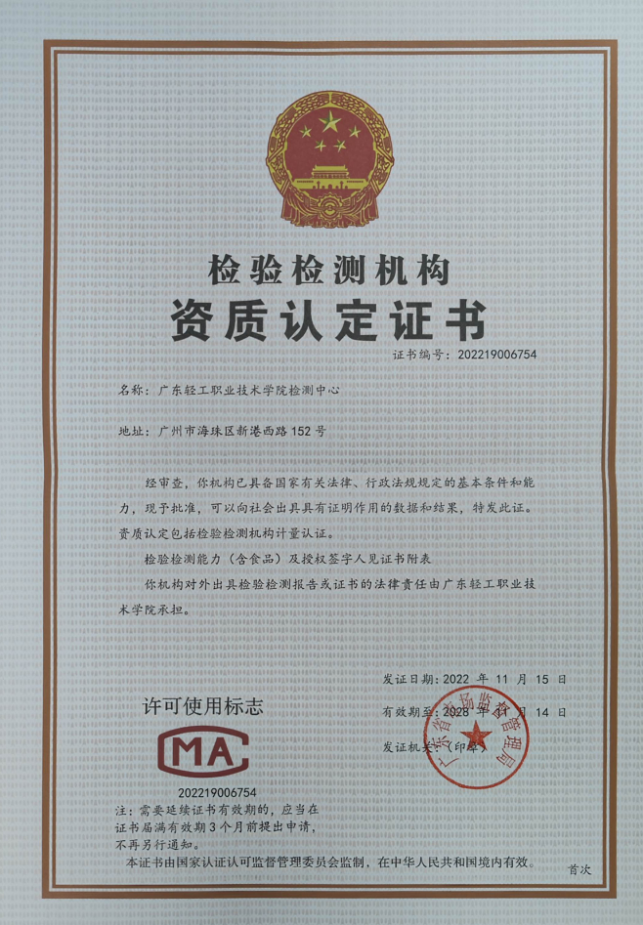 检验检测机构
资质认定证书
证书编号：202219006754
名称：广东轻工职业技术学院检测中心
地址：广州市海珠区新港西路152号
经审查，你机构已具备国家有关法律、行政法规规定的基本条件和能
力，现予批准，可以向社会出具具有证明作用的数据和结果，特发此证。
资质认定包括检验检测机构计量认证。
检验检测能力（含食品）及授权签字人见证书附表
你机构对外出具检验检测报告或证书的法律责任由广东轻工职业技
术学院承担。
发证日期：2022 年 11 月 15 日
有效期至：2028 年 11 月 14 日
发证机关：（印章）
广东省市场监督管理局
许可使用标志
MA
202219006754
注：需要延续证书有效期的，应当在
证书届满有效期3个月前提出申请，
不再另行通知。
本证书由国家认证认可监督管理委员会监制，在中华人民共和国境内有效。
首次